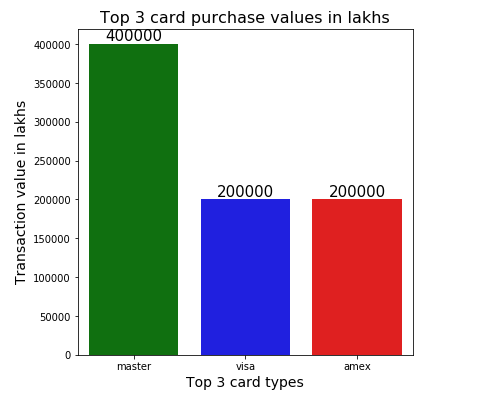 Top 3 card purchase values in lakhs
400000
200000
200000
Transaction value in lakhs
400000
350000
300000
250000
200000
150000
100000
50000
0
master
visa
amex
Top 3 card types